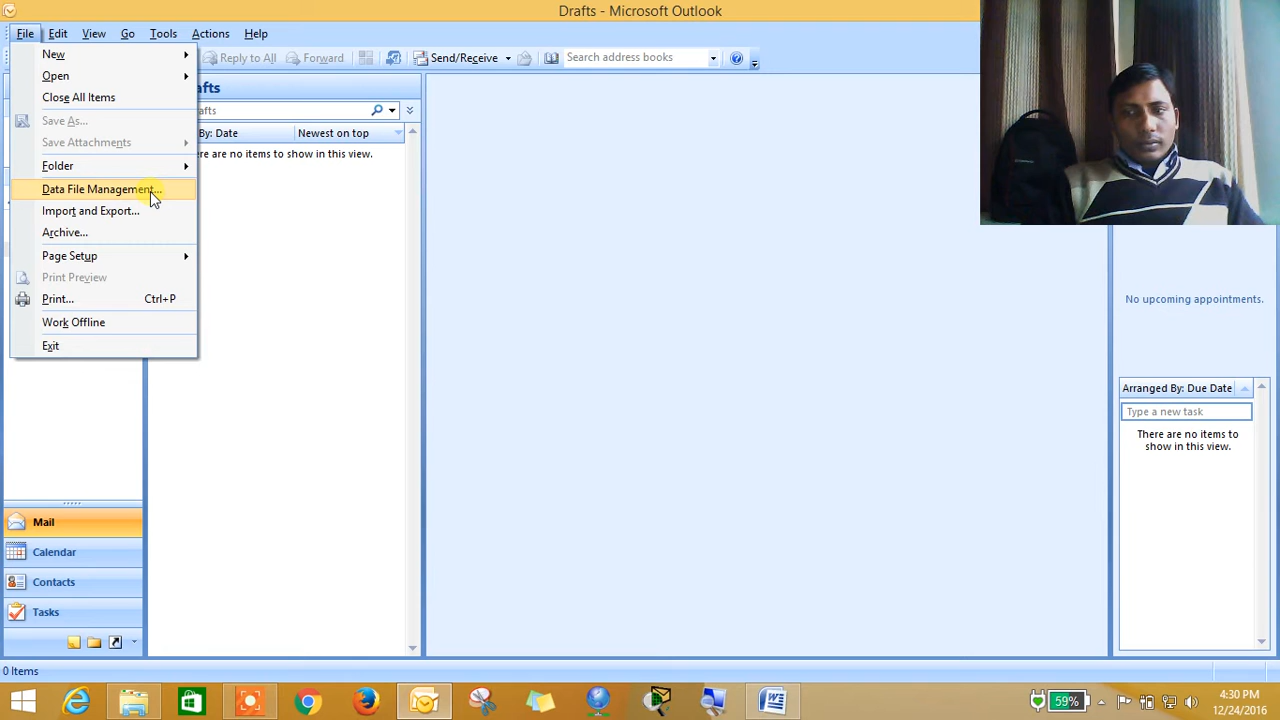 Drafts - Microsoft Outlook
File Edit View Go Tools Actions Help
Reply to All Forward Send/Receive Search address books
New
Open
Close All Items
Save As...
Save Attachments
Folder
Data File Management...
Import and Export...
Archive...
Page Setup
Print Preview
Print... Ctrl+P
Work Offline
Exit
afts
rafts
By: Date Newest on top
ere are no items to show in this view.
No upcoming appointments.
Arranged By: Due Date
Type a new task
There are no items to
show in this view.
Mail
Calendar
Contacts
Tasks
0 Items
59%
4:30 PM
12/24/2016